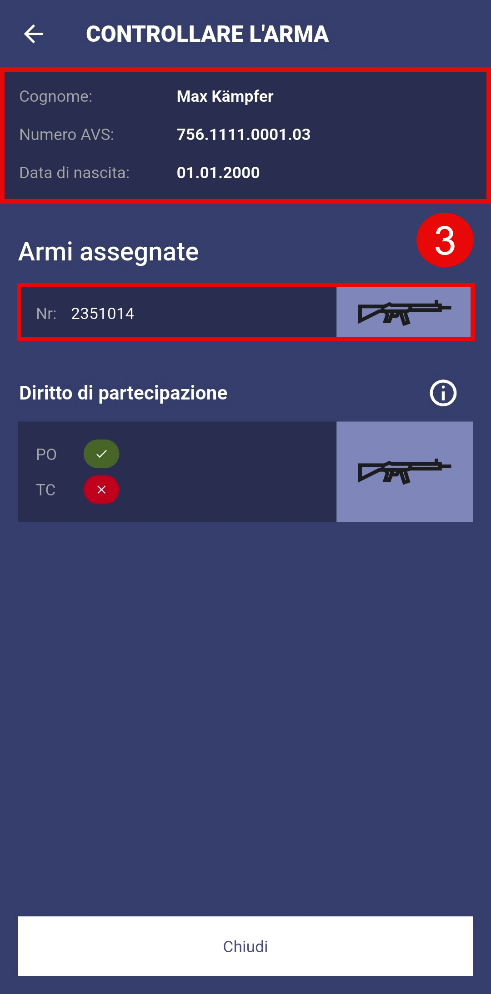 CONTROLLARE L'ARMA
Cognome: Max Kämpfer
Numero AVS: 756.1111.0001.03
Data di nascita: 01.01.2000
3
Armi assegnate
Nr: 2351014
Diritto di partecipazione
PO
TC
Chiudi